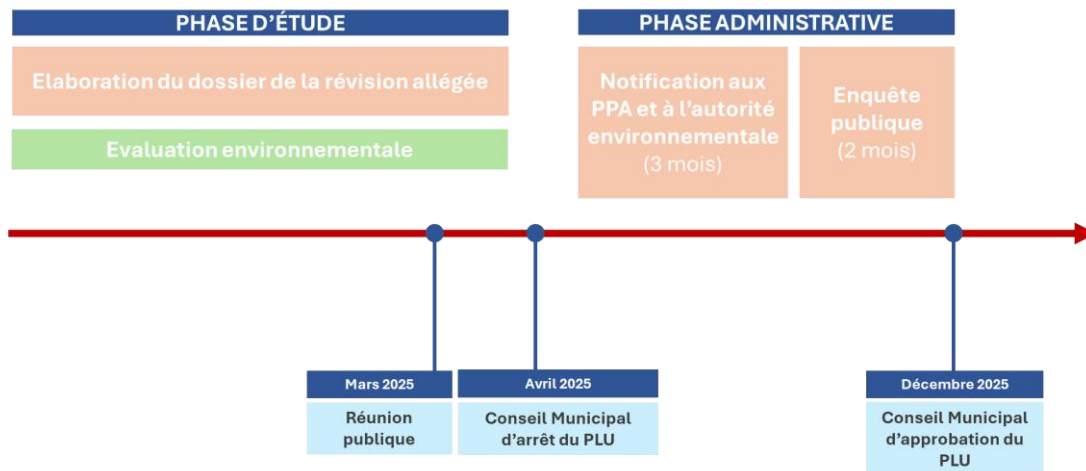 PHASE D'ÉTUDE
Elaboration du dossier de la révision allégée
Evaluation environnementale
PHASE ADMINISTRATIVE
Notification aux
PPA et à l'autorité
environnementale
(3 mois)
Enquête
publique
(2 mois)
Mars 2025
Réunion
publique
Avril 2025
Conseil Municipal
d'arrêt du PLU
Décembre 2025
Conseil Municipal
d'approbation du
PLU